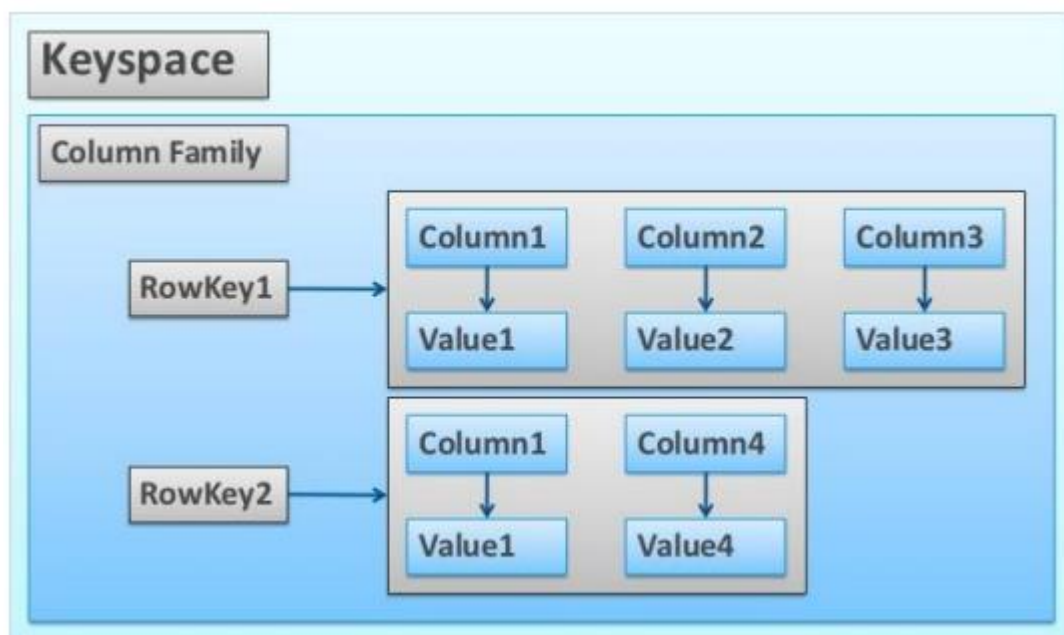 Keyspace
Column Family
RowKey1
Column1 Column2 Column3
Value1 Value2 Value3
RowKey2
Column1 Column4
Value1 Value4